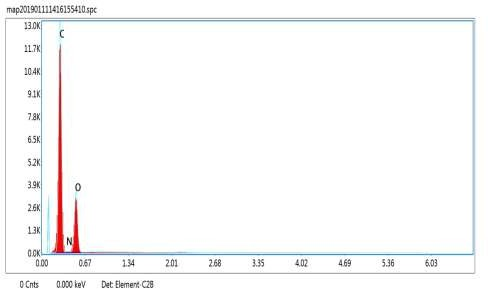 map201901111416155410.spc
13.0K
C
11.7K
10.4K
9.1K
7.8K
6.5K
5.2K
3.9K
O
2.6K
1.3K
N
0.0K
0.00 0.67 1.34 2.01 2.68 3.35 4.02 4.69 5.36 6.03
0 Cnts 0.000 keV Det: Element-C2B